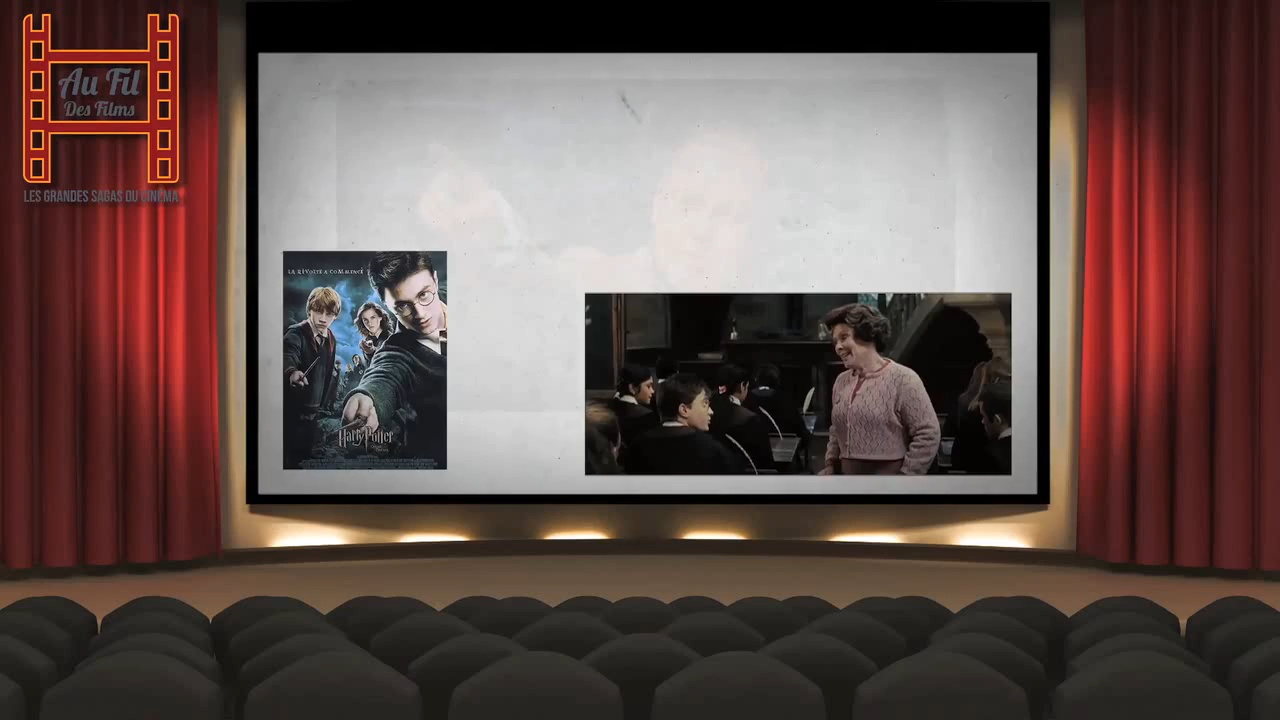 Au Fil
Des Films
LES GRANDES SAGAS DU CINÉMA
LA RÉVOLTE A COMMENCÉ
Harry Potter